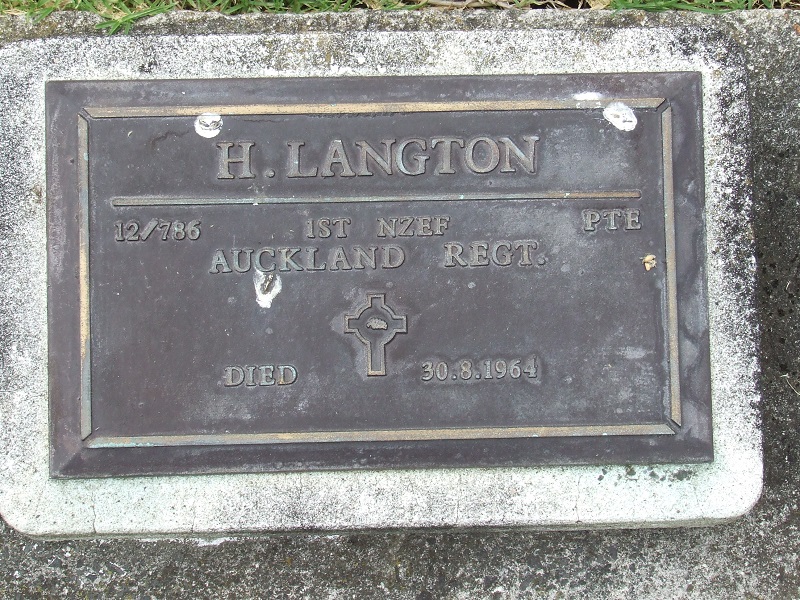 H. LANGTON
12/786 1ST NZEF PTE
AUCKLAND REGT.
DIED 30.8.1964